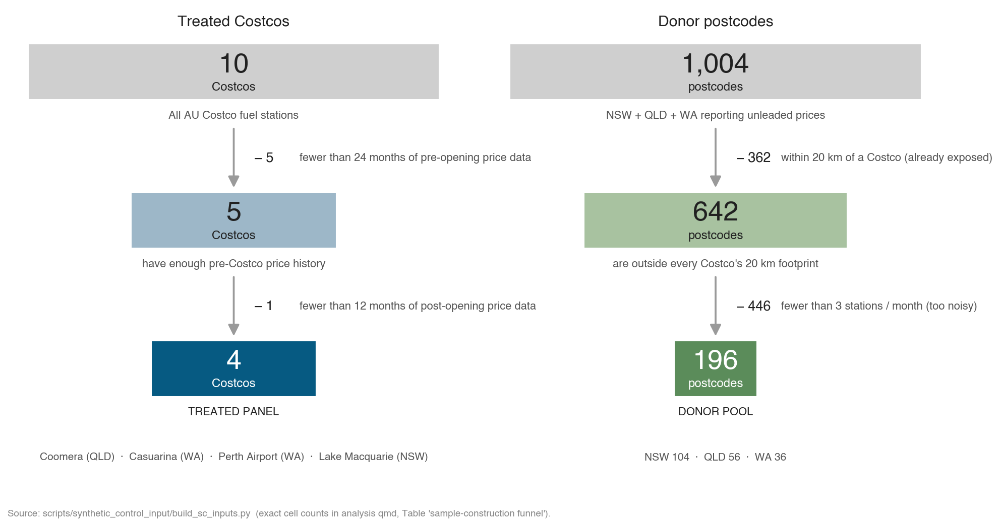 Treated Costcos
10
Costcos
All AU Costco fuel stations
– 5 fewer than 24 months of pre-opening price data
5
Costcos
have enough pre-Costco price history
– 1 fewer than 12 months of post-opening price data
4
Costcos
TREATED PANEL
Coomera (QLD) · Casuarina (WA) · Perth Airport (WA) · Lake Macquarie (NSW)
Donor postcodes
1,004
postcodes
NSW + QLD + WA reporting unleaded prices
– 362 within 20 km of a Costco (already exposed)
642
postcodes
are outside every Costco's 20 km footprint
– 446 fewer than 3 stations / month (too noisy)
196
postcodes
DONOR POOL
NSW 104 · QLD 56 · WA 36
Source: scripts/synthetic_control_input/build_sc_inputs.py (exact cell counts in analysis qmd, Table 'sample-construction funnel').